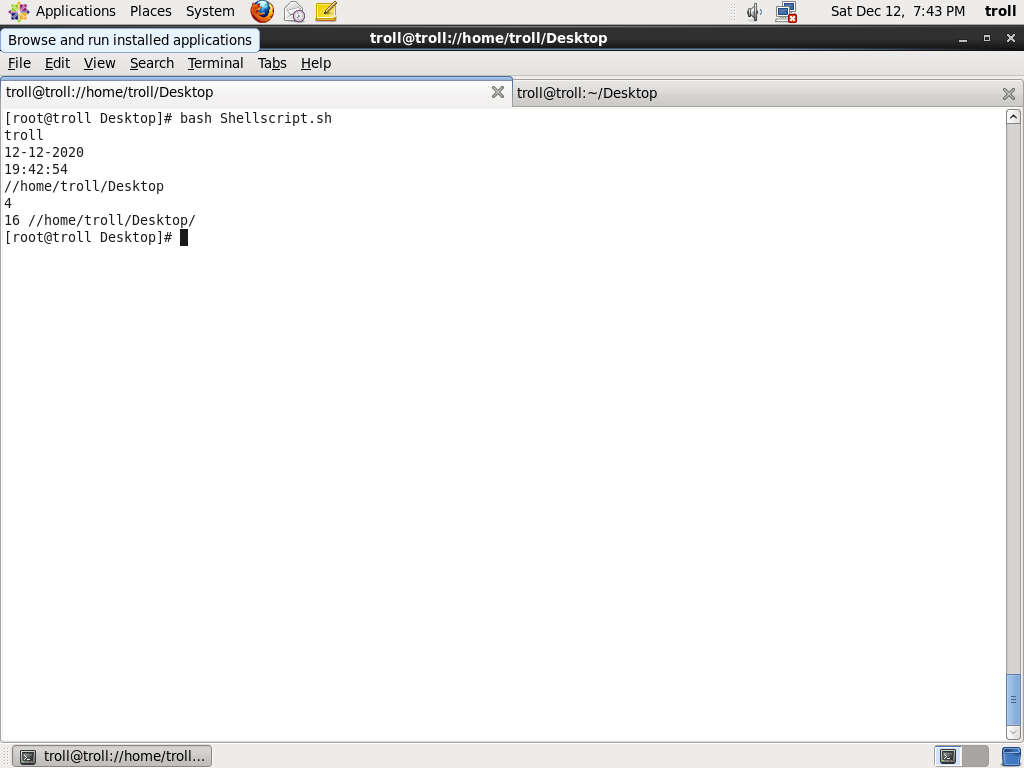 Applications Places System Sat Dec 12, 7:43 PM troll
Browse and run installed applications troll@troll://home/troll/Desktop
File Edit View Search Terminal Tabs Help
troll@troll://home/troll/Desktop troll@troll:~/Desktop
[root@troll Desktop]# bash Shellscript.sh
troll
12-12-2020
19:42:54
//home/troll/Desktop
4
16 //home/troll/Desktop/
[root@troll Desktop]#
troll@troll://home/troll...